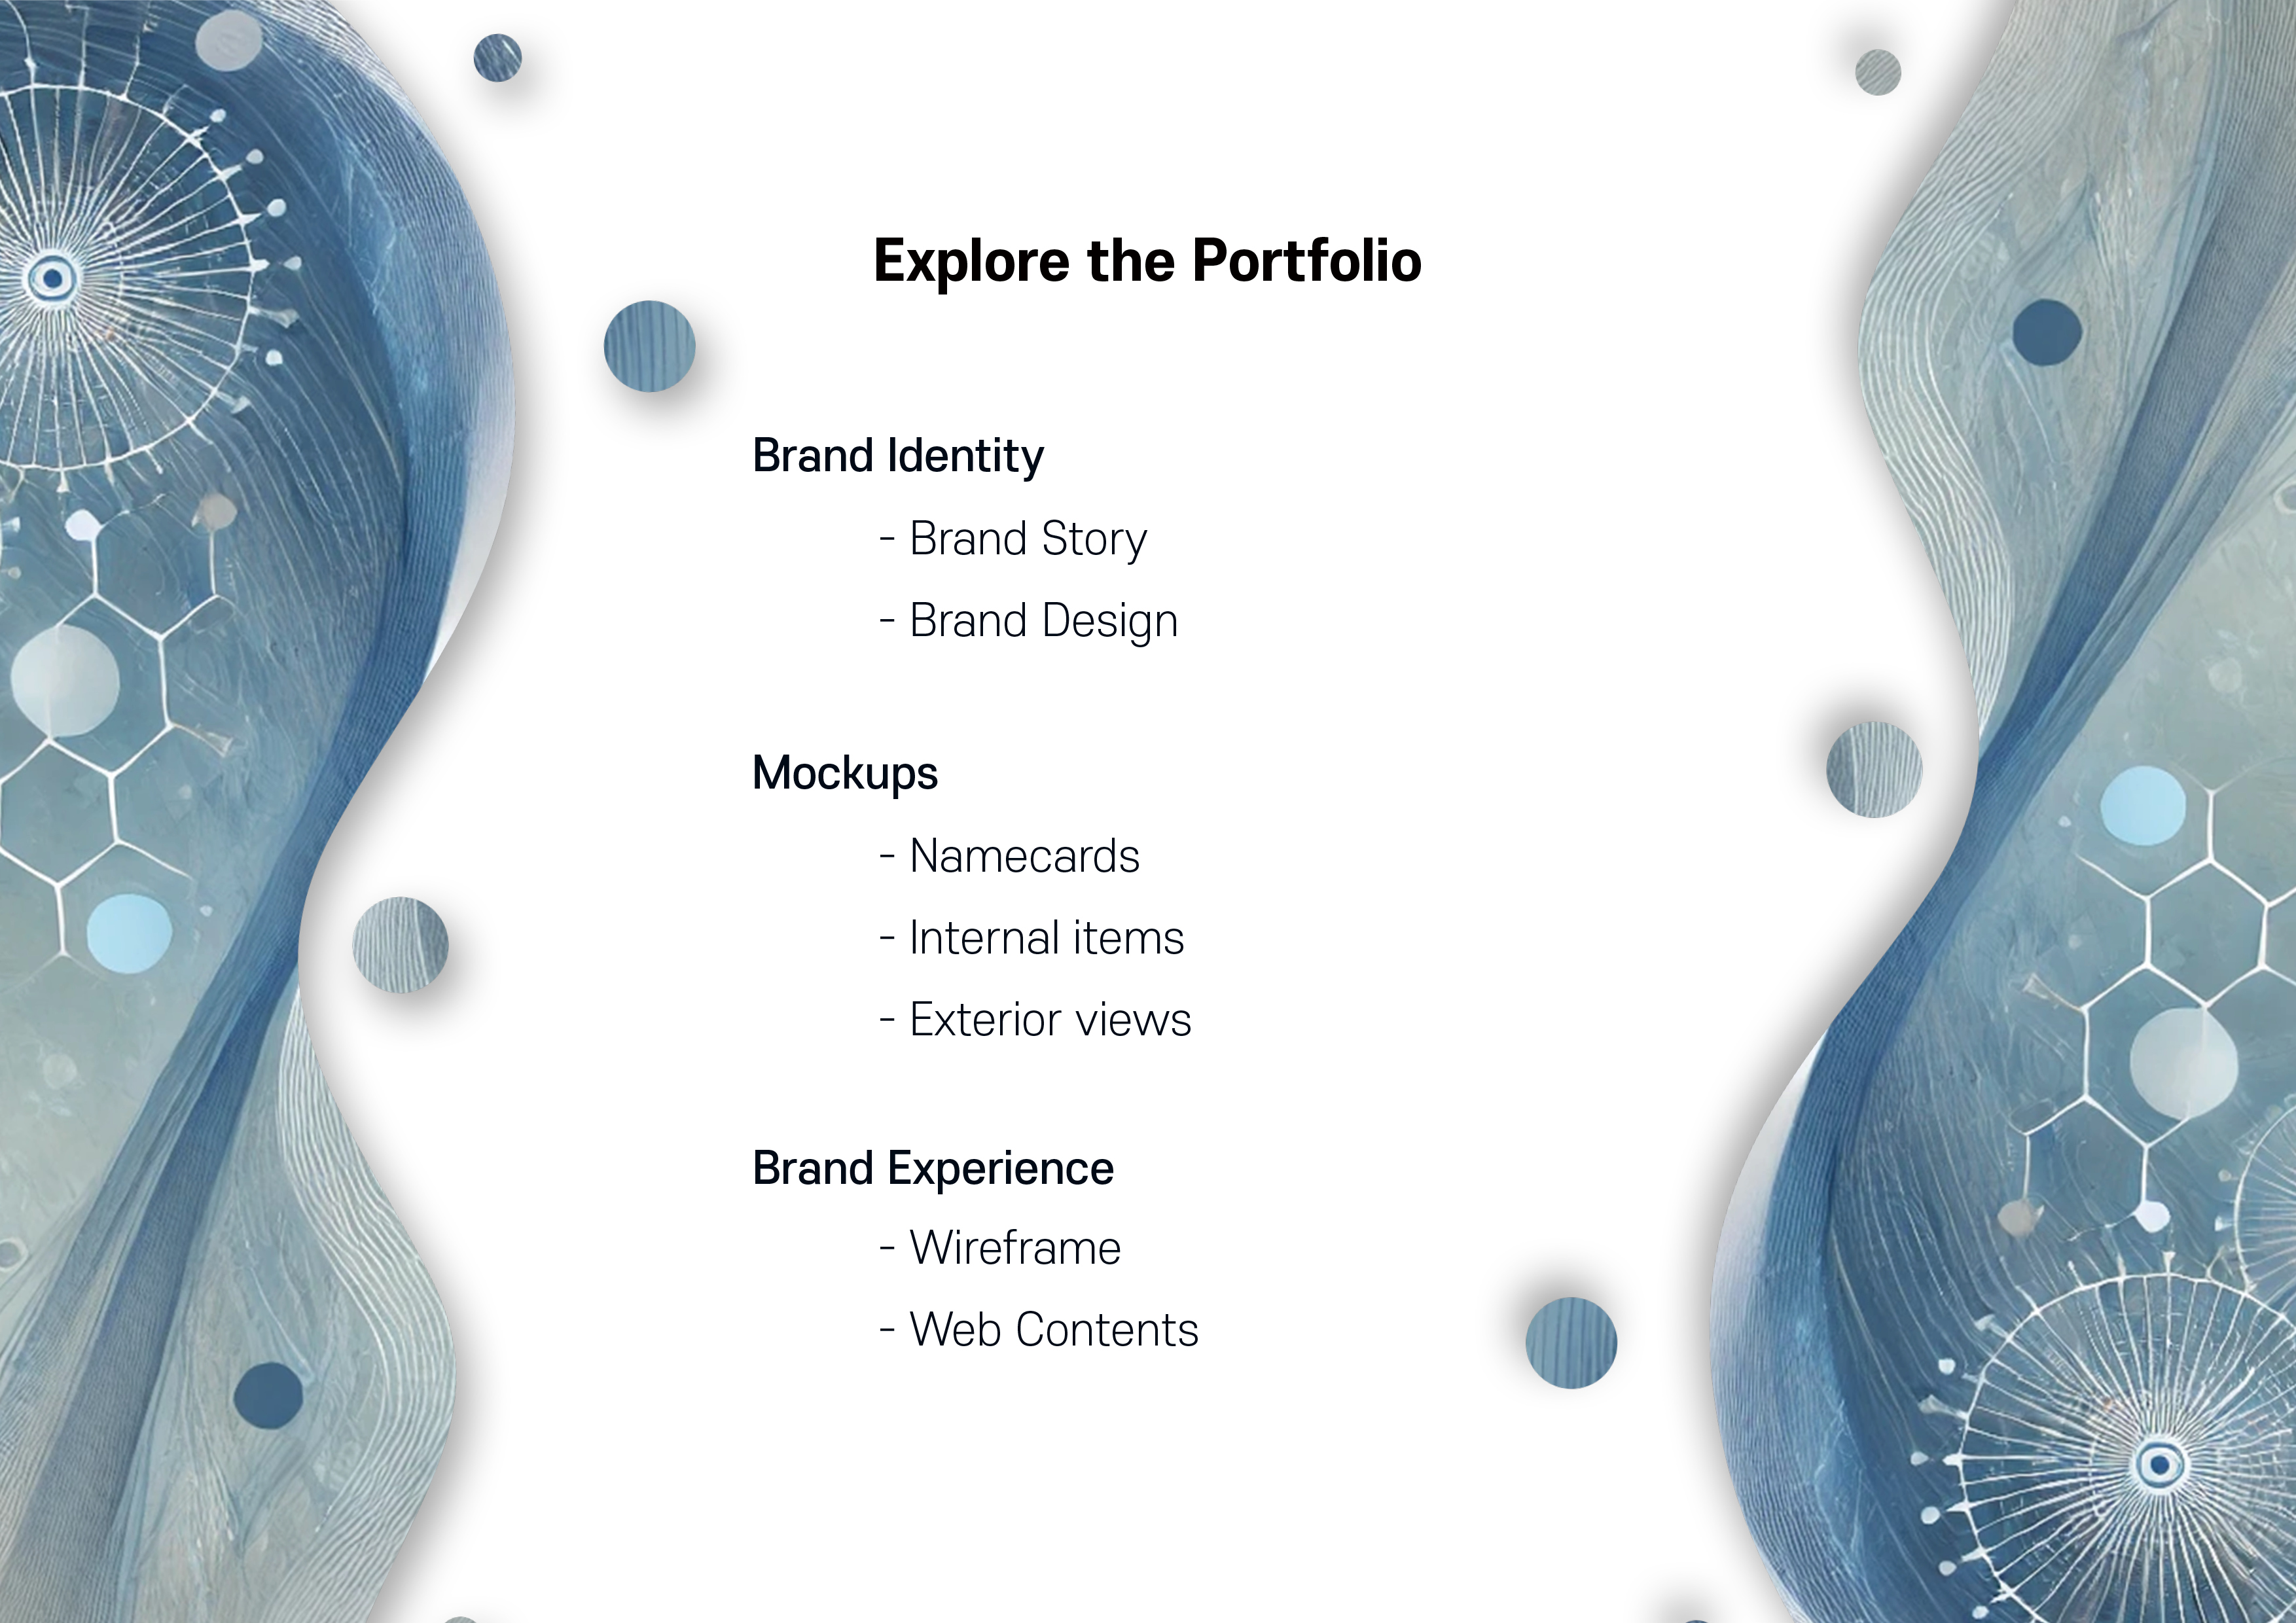 Explore the Portfolio
Brand Identity
- Brand Story
- Brand Design
Mockups
- Namecards
- Internal items
- Exterior views
Brand Experience
- Wireframe
- Web Contents